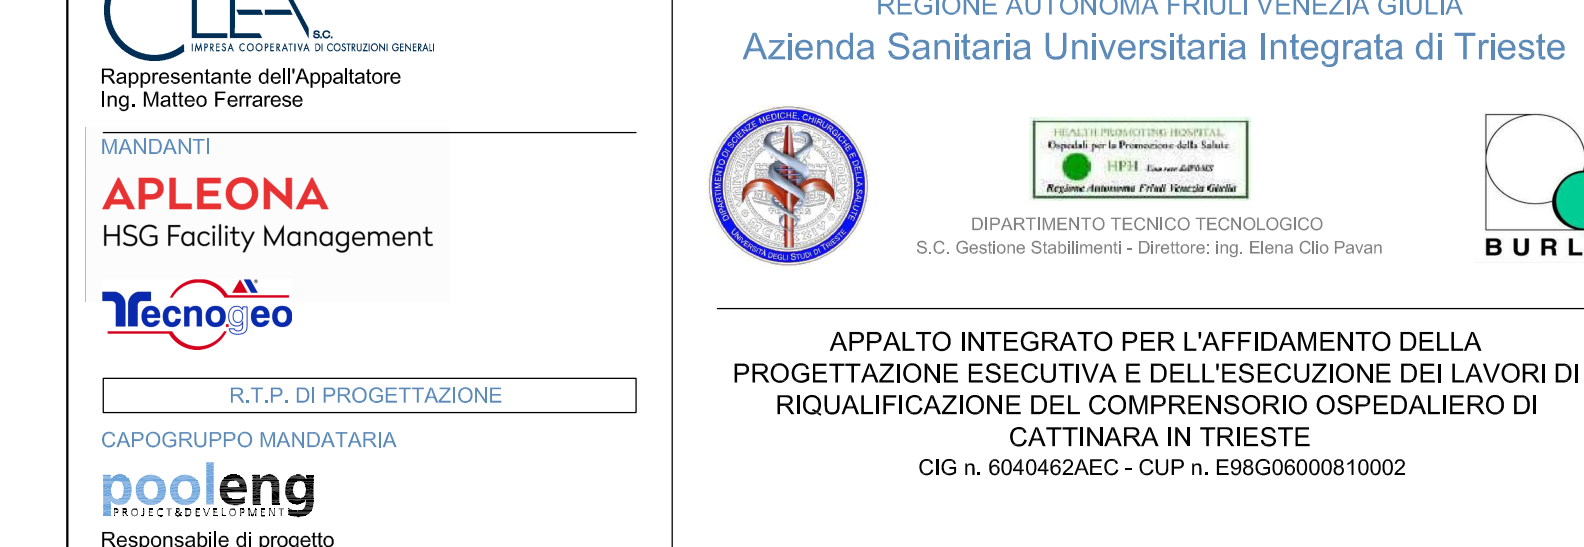 CLEA
S.C.
IMPRESA COOPERATIVA DI COSTRUZIONI GENERALI
Rappresentante dell'Appaltatore
Ing. Matteo Ferrarese
MANDANTI
APLEONA
HSG Facility Management
Tecnogeo
R.T.P. DI PROGETTAZIONE
CAPOGRUPPO MANDATARIA
pooleng
PROJECT&DEVELOPMENT
Responsabile di progetto
REGIONE AUTONOMA FRIULI VENEZIA GIULIA
Azienda Sanitaria Universitaria Integrata di Trieste
DIPARTIMENTO DI SCIENZE MEDICHE, CHIRURGICHE E DELLA SALUTE
UNIVERSITÀ DEGLI STUDI DI TRIESTE
HEALTH PROMOTING HOSPITAL
Ospedali per la Promozione della Salute
HPH Una rete dell'OMS
Regione Autonoma Friuli Venezia Giulia
BURL
DIPARTIMENTO TECNICO TECNOLOGICO
S.C. Gestione Stabilimenti - Direttore: ing. Elena Clio Pavan
APPALTO INTEGRATO PER L'AFFIDAMENTO DELLA
PROGETTAZIONE ESECUTIVA E DELL'ESECUZIONE DEI LAVORI DI
RIQUALIFICAZIONE DEL COMPRENSORIO OSPEDALIERO DI
CATTINARA IN TRIESTE
CIG n. 6040462AEC - CUP n. E98G06000810002